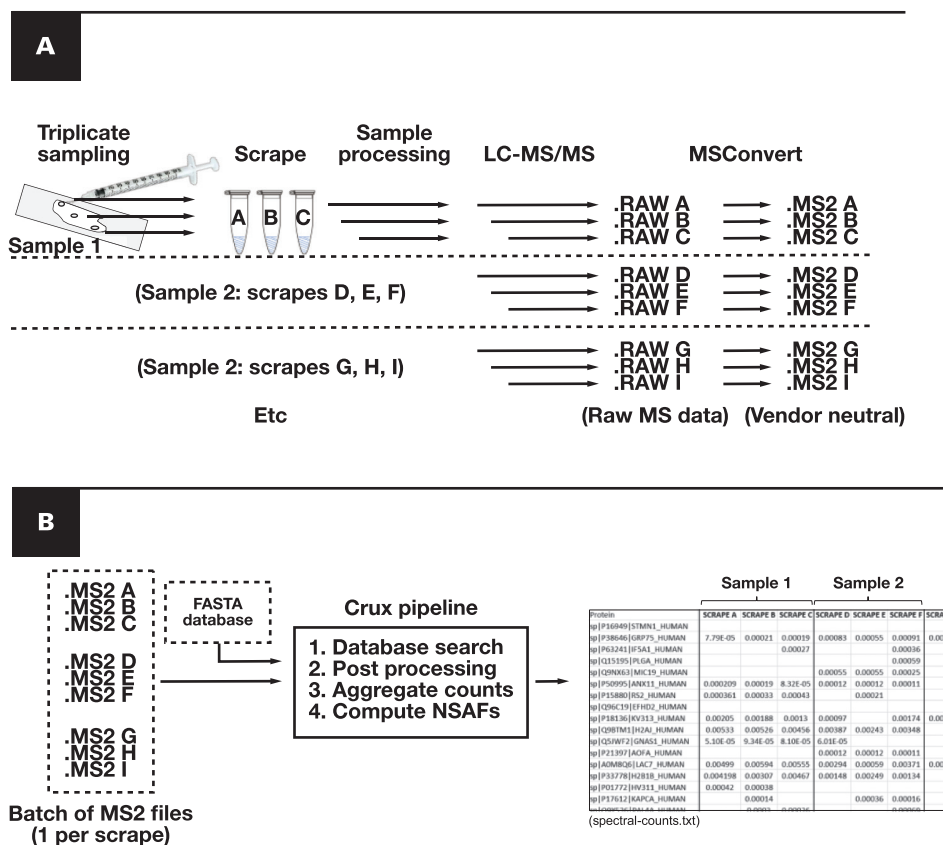 A
Triplicate sampling
Scrape
Sample processing
LC-MS/MS
MSConvert
Sample 1
A B C
.RAW A .MS2 A
.RAW B .MS2 B
.RAW C .MS2 C
(Sample 2: scrapes D, E, F)
.RAW D .MS2 D
.RAW E .MS2 E
.RAW F .MS2 F
(Sample 2: scrapes G, H, I)
.RAW G .MS2 G
.RAW H .MS2 H
.RAW I .MS2 I
Etc
(Raw MS data) (Vendor neutral)
B
.MS2 A
.MS2 B
.MS2 C
.MS2 D
.MS2 E
.MS2 F
.MS2 G
.MS2 H
.MS2 I
Batch of MS2 files
(1 per scrape)
FASTA
database
Crux pipeline
1. Database search
2. Post processing
3. Aggregate counts
4. Compute NSAFs
Sample 1 Sample 2
Protein SCRAPE A SCRAPE B SCRAPE C SCRAPE D SCRAPE E SCRAPE F
sp|P16949|STMN1_HUMAN
sp|P38646|GRP75_HUMAN 7.79E-05 0.00021 0.00019 0.00083 0.00055 0.00091
sp|P63241|IF5A1_HUMAN 0.00027 0.00036
sp|Q15195|PLGA_HUMAN 0.00059
sp|Q9NX63|MIC19_HUMAN 0.00055 0.00055 0.00025
sp|P50995|ANX11_HUMAN 0.000209 0.00019 8.32E-05 0.00012 0.00012 0.00011
sp|P15880|RS2_HUMAN 0.000361 0.00033 0.00043 0.00021
sp|Q96C19|EFHD2_HUMAN
sp|P18136|KV313_HUMAN 0.00205 0.00188 0.0013 0.00097 0.00174
sp|Q9BTM1|H2AJ_HUMAN 0.00533 0.00526 0.00456 0.00387 0.00243 0.00348
sp|Q5JWF2|GNAS1_HUMAN 5.10E-05 9.34E-05 8.10E-05 6.01E-05
sp|P21397|AOFA_HUMAN 0.00012 0.00012 0.00011
sp|A0M8Q6|LAC7_HUMAN 0.00499 0.00594 0.00555 0.00294 0.00059 0.00371
sp|P33778|H2B1B_HUMAN 0.004198 0.00307 0.00467 0.00148 0.00249 0.00134
sp|P01772|HV311_HUMAN 0.00042 0.00038
sp|P17612|KAPCA_HUMAN 0.00014 0.00036 0.00016
(spectral-counts.txt)